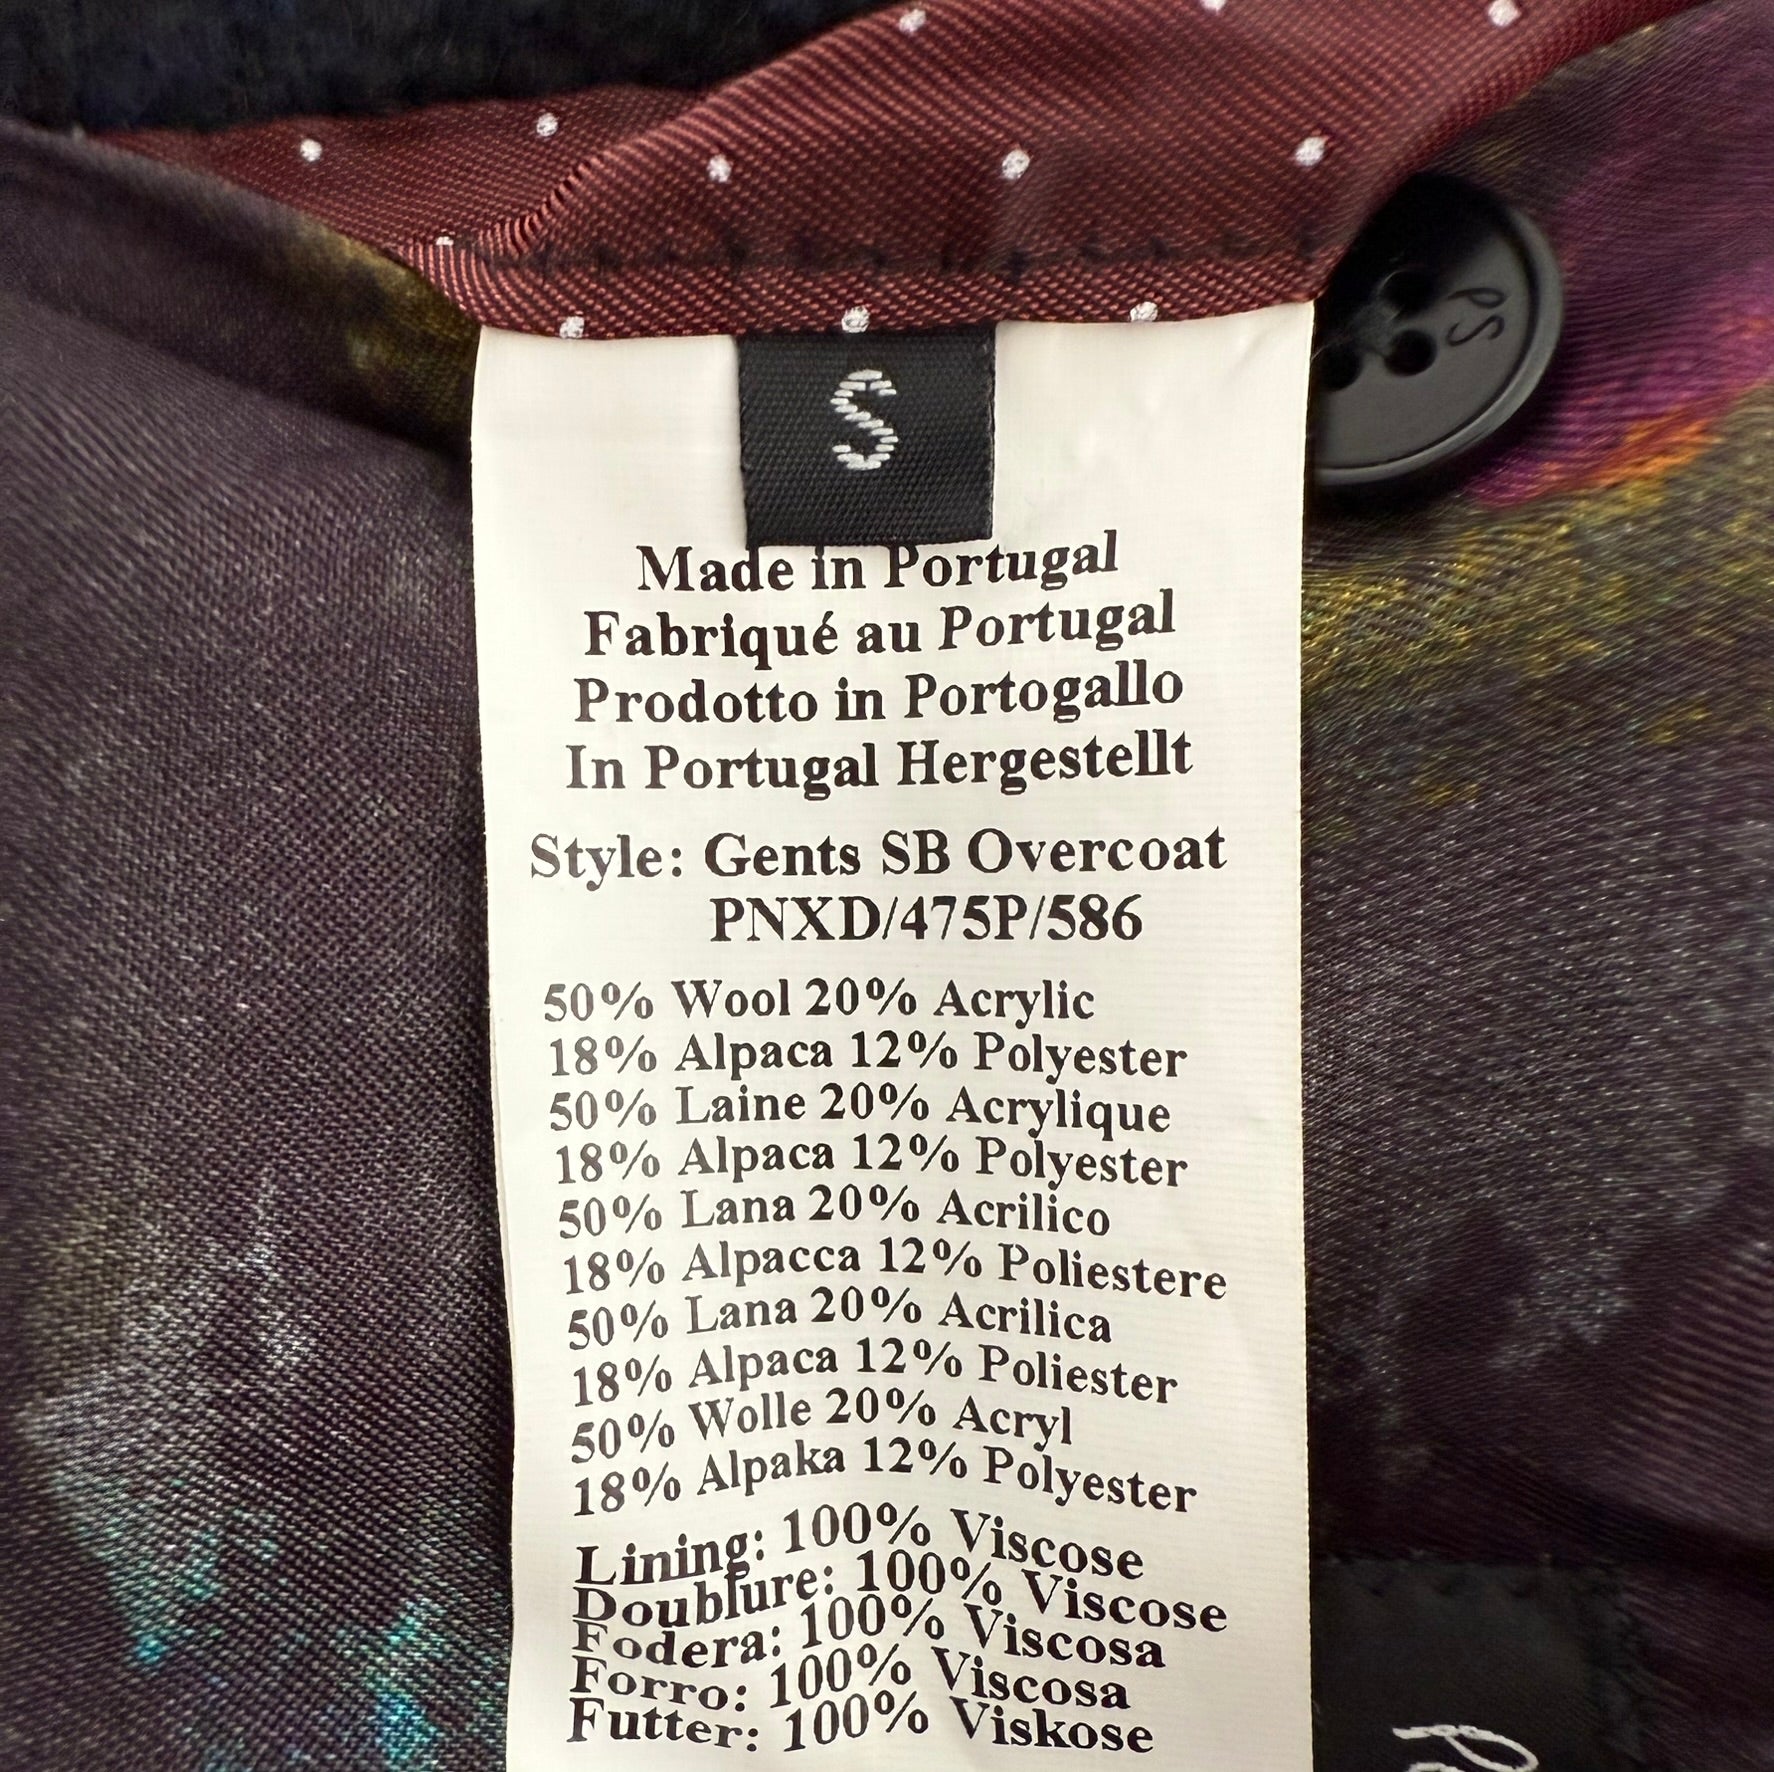 PS
S
Made in Portugal
Fabriqué au Portugal
Prodotto in Portogallo
In Portugal Hergestellt
Style: Gents SB Overcoat
PNXD/475P/586
50% Wool 20% Acrylic
18% Alpaca 12% Polyester
50% Laine 20% Acrylique
18% Alpaca 12% Polyester
50% Lana 20% Acrilico
18% Alpacca 12% Poliestere
50% Lana 20% Acrilica
18% Alpaca 12% Poliester
50% Wolle 20% Acryl
18% Alpaka 12% Polyester
Lining: 100% Viscose
Doublure: 100% Viscose
Fodera: 100% Viscosa
Forro: 100% Viscosa
Futter: 100% Viskose